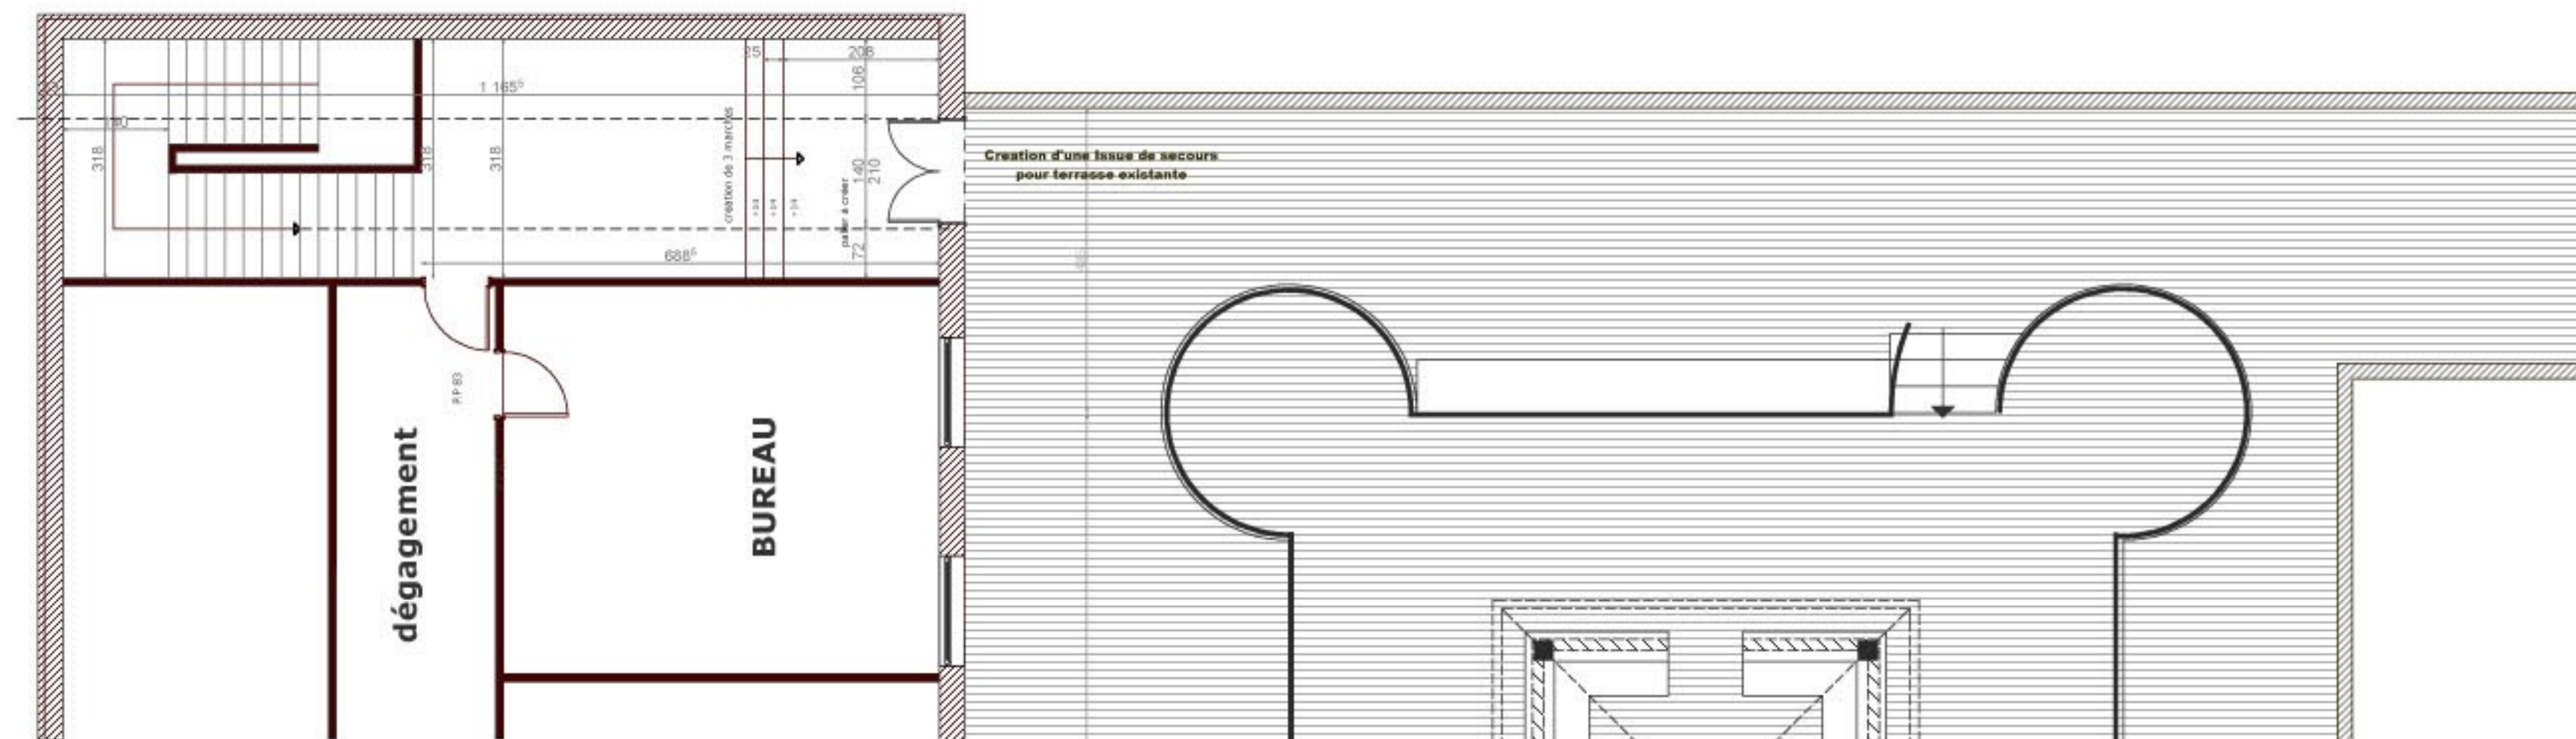 25
208
106
1 165⁵
création de 3 marches
318
318
318
140
210
Creation d'une Issue de secours
pour terrasse existante
palier à créer
72
688⁵
P.P 83
dégagement
BUREAU